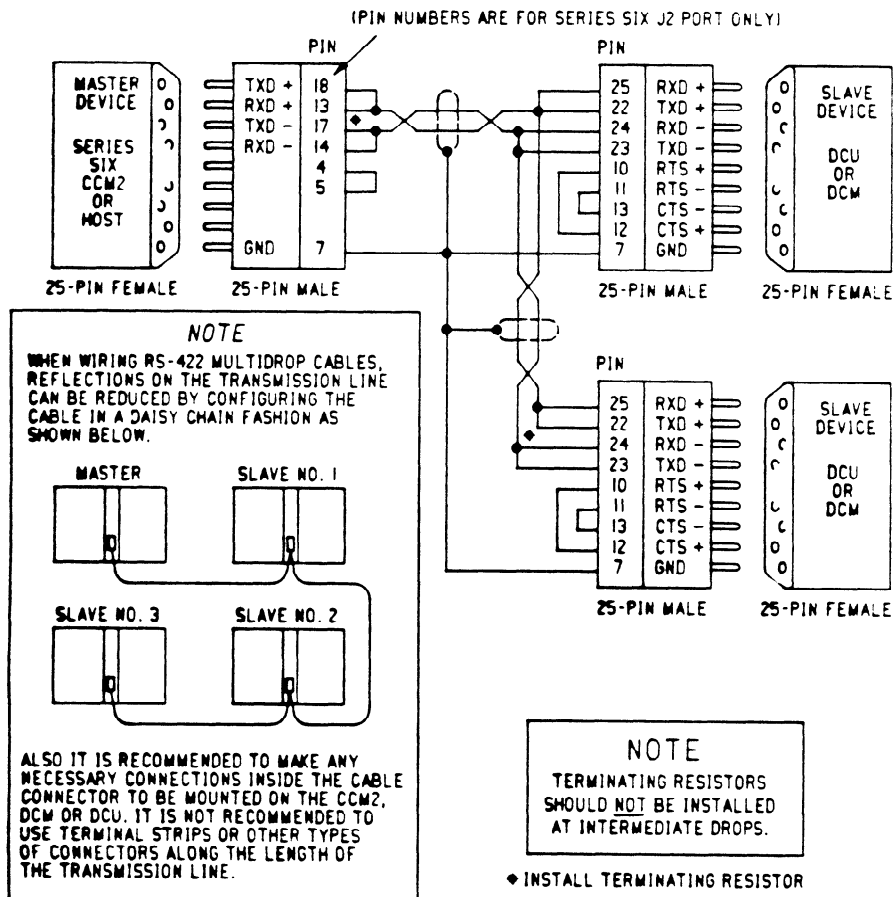 (PIN NUMBERS ARE FOR SERIES SIX J2 PORT ONLY)
PIN
MASTER
DEVICE
SERIES
SIX
CCM2
OR
HOST
TXD + 18
RXD + 13
TXD - 17
RXD - 14
4
5
GND 7
25-PIN FEMALE
25-PIN MALE
PIN
25 RXD +
22 TXD +
24 RXD -
23 TXD -
10 RTS +
11 RTS -
13 CTS -
12 CTS +
7 GND
SLAVE
DEVICE
DCU
OR
DCM
25-PIN MALE
25-PIN FEMALE
PIN
25 RXD +
22 TXD +
24 RXD -
23 TXD -
10 RTS +
11 RTS -
13 CTS -
12 CTS +
7 GND
SLAVE
DEVICE
DCU
OR
DCM
25-PIN MALE
25-PIN FEMALE
NOTE
WHEN WIRING RS-422 MULTIDROP CABLES,
REFLECTIONS ON THE TRANSMISSION LINE
CAN BE REDUCED BY CONFIGURING THE
CABLE IN A DAISY CHAIN FASHION AS
SHOWN BELOW.
MASTER
SLAVE NO. 1
SLAVE NO. 3
SLAVE NO. 2
ALSO IT IS RECOMMENDED TO MAKE ANY
NECESSARY CONNECTIONS INSIDE THE CABLE
CONNECTOR TO BE MOUNTED ON THE CCM2,
DCM OR DCU. IT IS NOT RECOMMENDED TO
USE TERMINAL STRIPS OR OTHER TYPES
OF CONNECTORS ALONG THE LENGTH OF
THE TRANSMISSION LINE.
NOTE
TERMINATING RESISTORS
SHOULD NOT BE INSTALLED
AT INTERMEDIATE DROPS.
◆ INSTALL TERMINATING RESISTOR